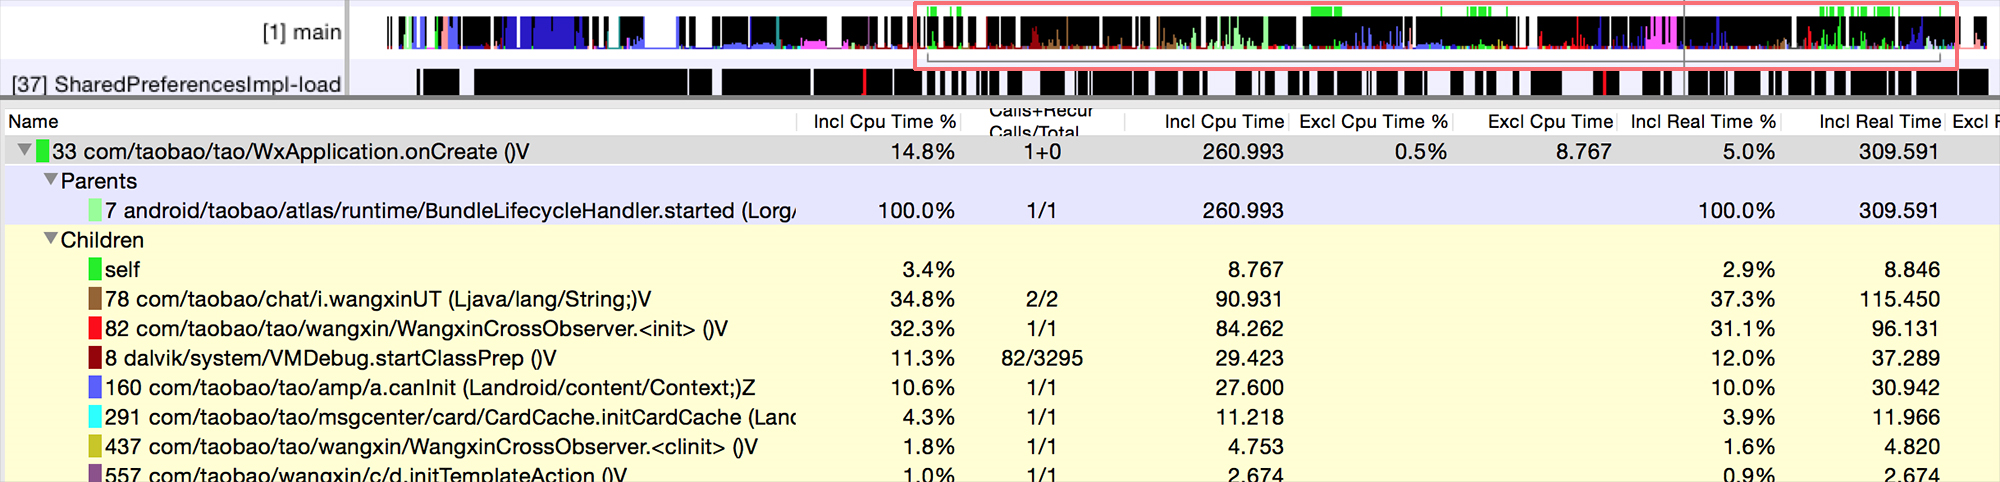 [1] main
[37] SharedPreferencesImpl-load
Name Incl Cpu Time % Calls+Recur Calls/Total Incl Cpu Time Excl Cpu Time % Excl Cpu Time Incl Real Time % Incl Real Time Excl
33 com/taobao/tao/WxApplication.onCreate ()V 14.8% 1+0 260.993 0.5% 8.767 5.0% 309.591
Parents
7 android/taobao/atlas/runtime/BundleLifecycleHandler.started (Lorg/ 100.0% 1/1 260.993 100.0% 309.591
Children
self 3.4% 8.767 2.9% 8.846
78 com/taobao/chat/i.wangxinUT (Ljava/lang/String;)V 34.8% 2/2 90.931 37.3% 115.450
82 com/taobao/tao/wangxin/WangxinCrossObserver.<init> ()V 32.3% 1/1 84.262 31.1% 96.131
8 dalvik/system/VMDebug.startClassPrep ()V 11.3% 82/3295 29.423 12.0% 37.289
160 com/taobao/tao/amp/a.canInit (Landroid/content/Context;)Z 10.6% 1/1 27.600 10.0% 30.942
291 com/taobao/tao/msgcenter/card/CardCache.initCardCache (Land 4.3% 1/1 11.218 3.9% 11.966
437 com/taobao/tao/wangxin/WangxinCrossObserver.<clinit> ()V 1.8% 1/1 4.753 1.6% 4.820
557 com/taobao/wangxin/c/d.initTemplateAction ()V 1.0% 1/1 2.674 0.9% 2.674